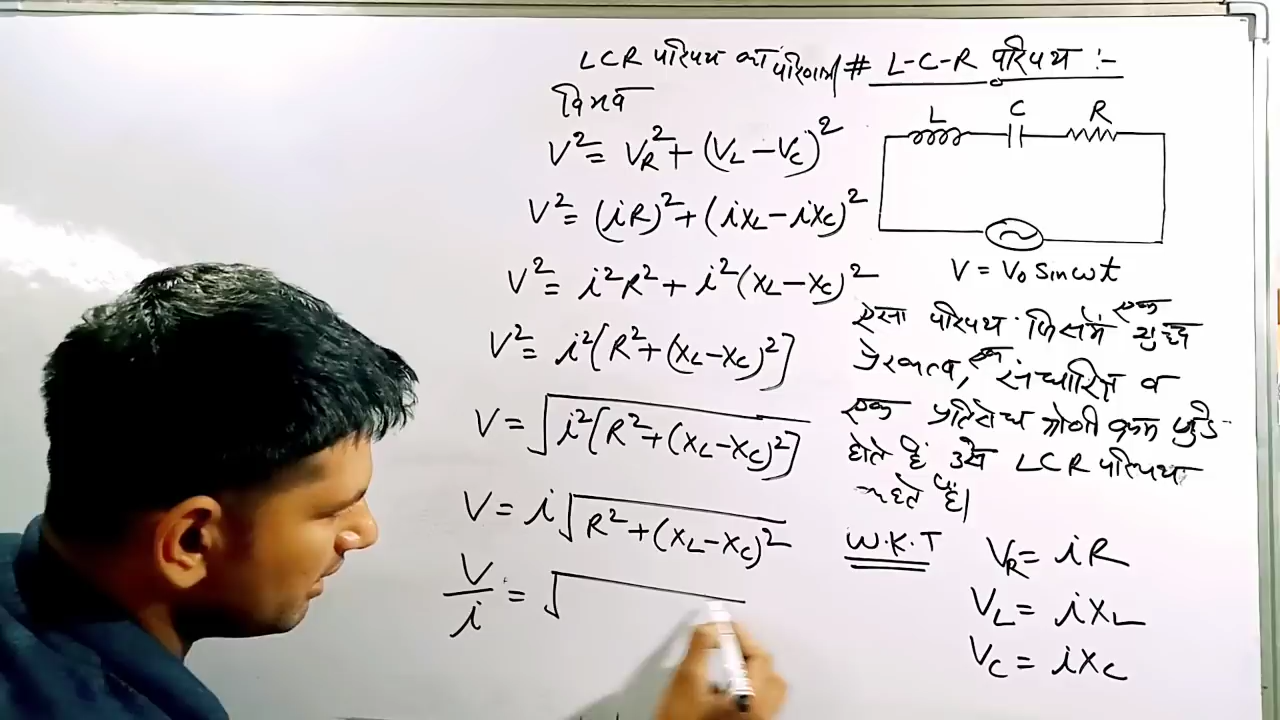 # L-C-R परिपथ :-
L C R
V = V₀ sinωt
ऐसा परिपथ जिसमें एक शुद्ध
प्रेरकत्व, एक संधारित्र व
एक प्रतिरोध श्रेणी क्रम जुड़े
होते हैं उसे LCR परिपथ
कहते हैं।
W.K.T
V_R = iR
V_L = iX_L
V_C = iX_C
LCR परिपथ का परिणामी
विभव
V² = V_R² + (V_L - V_C)²
V² = (iR)² + (iX_L - iX_C)²
V² = i²R² + i²(X_L - X_C)²
V² = i²[R² + (X_L - X_C)²]
V = √i²[R² + (X_L - X_C)²]
V = i√R² + (X_L - X_C)²
V/i = √